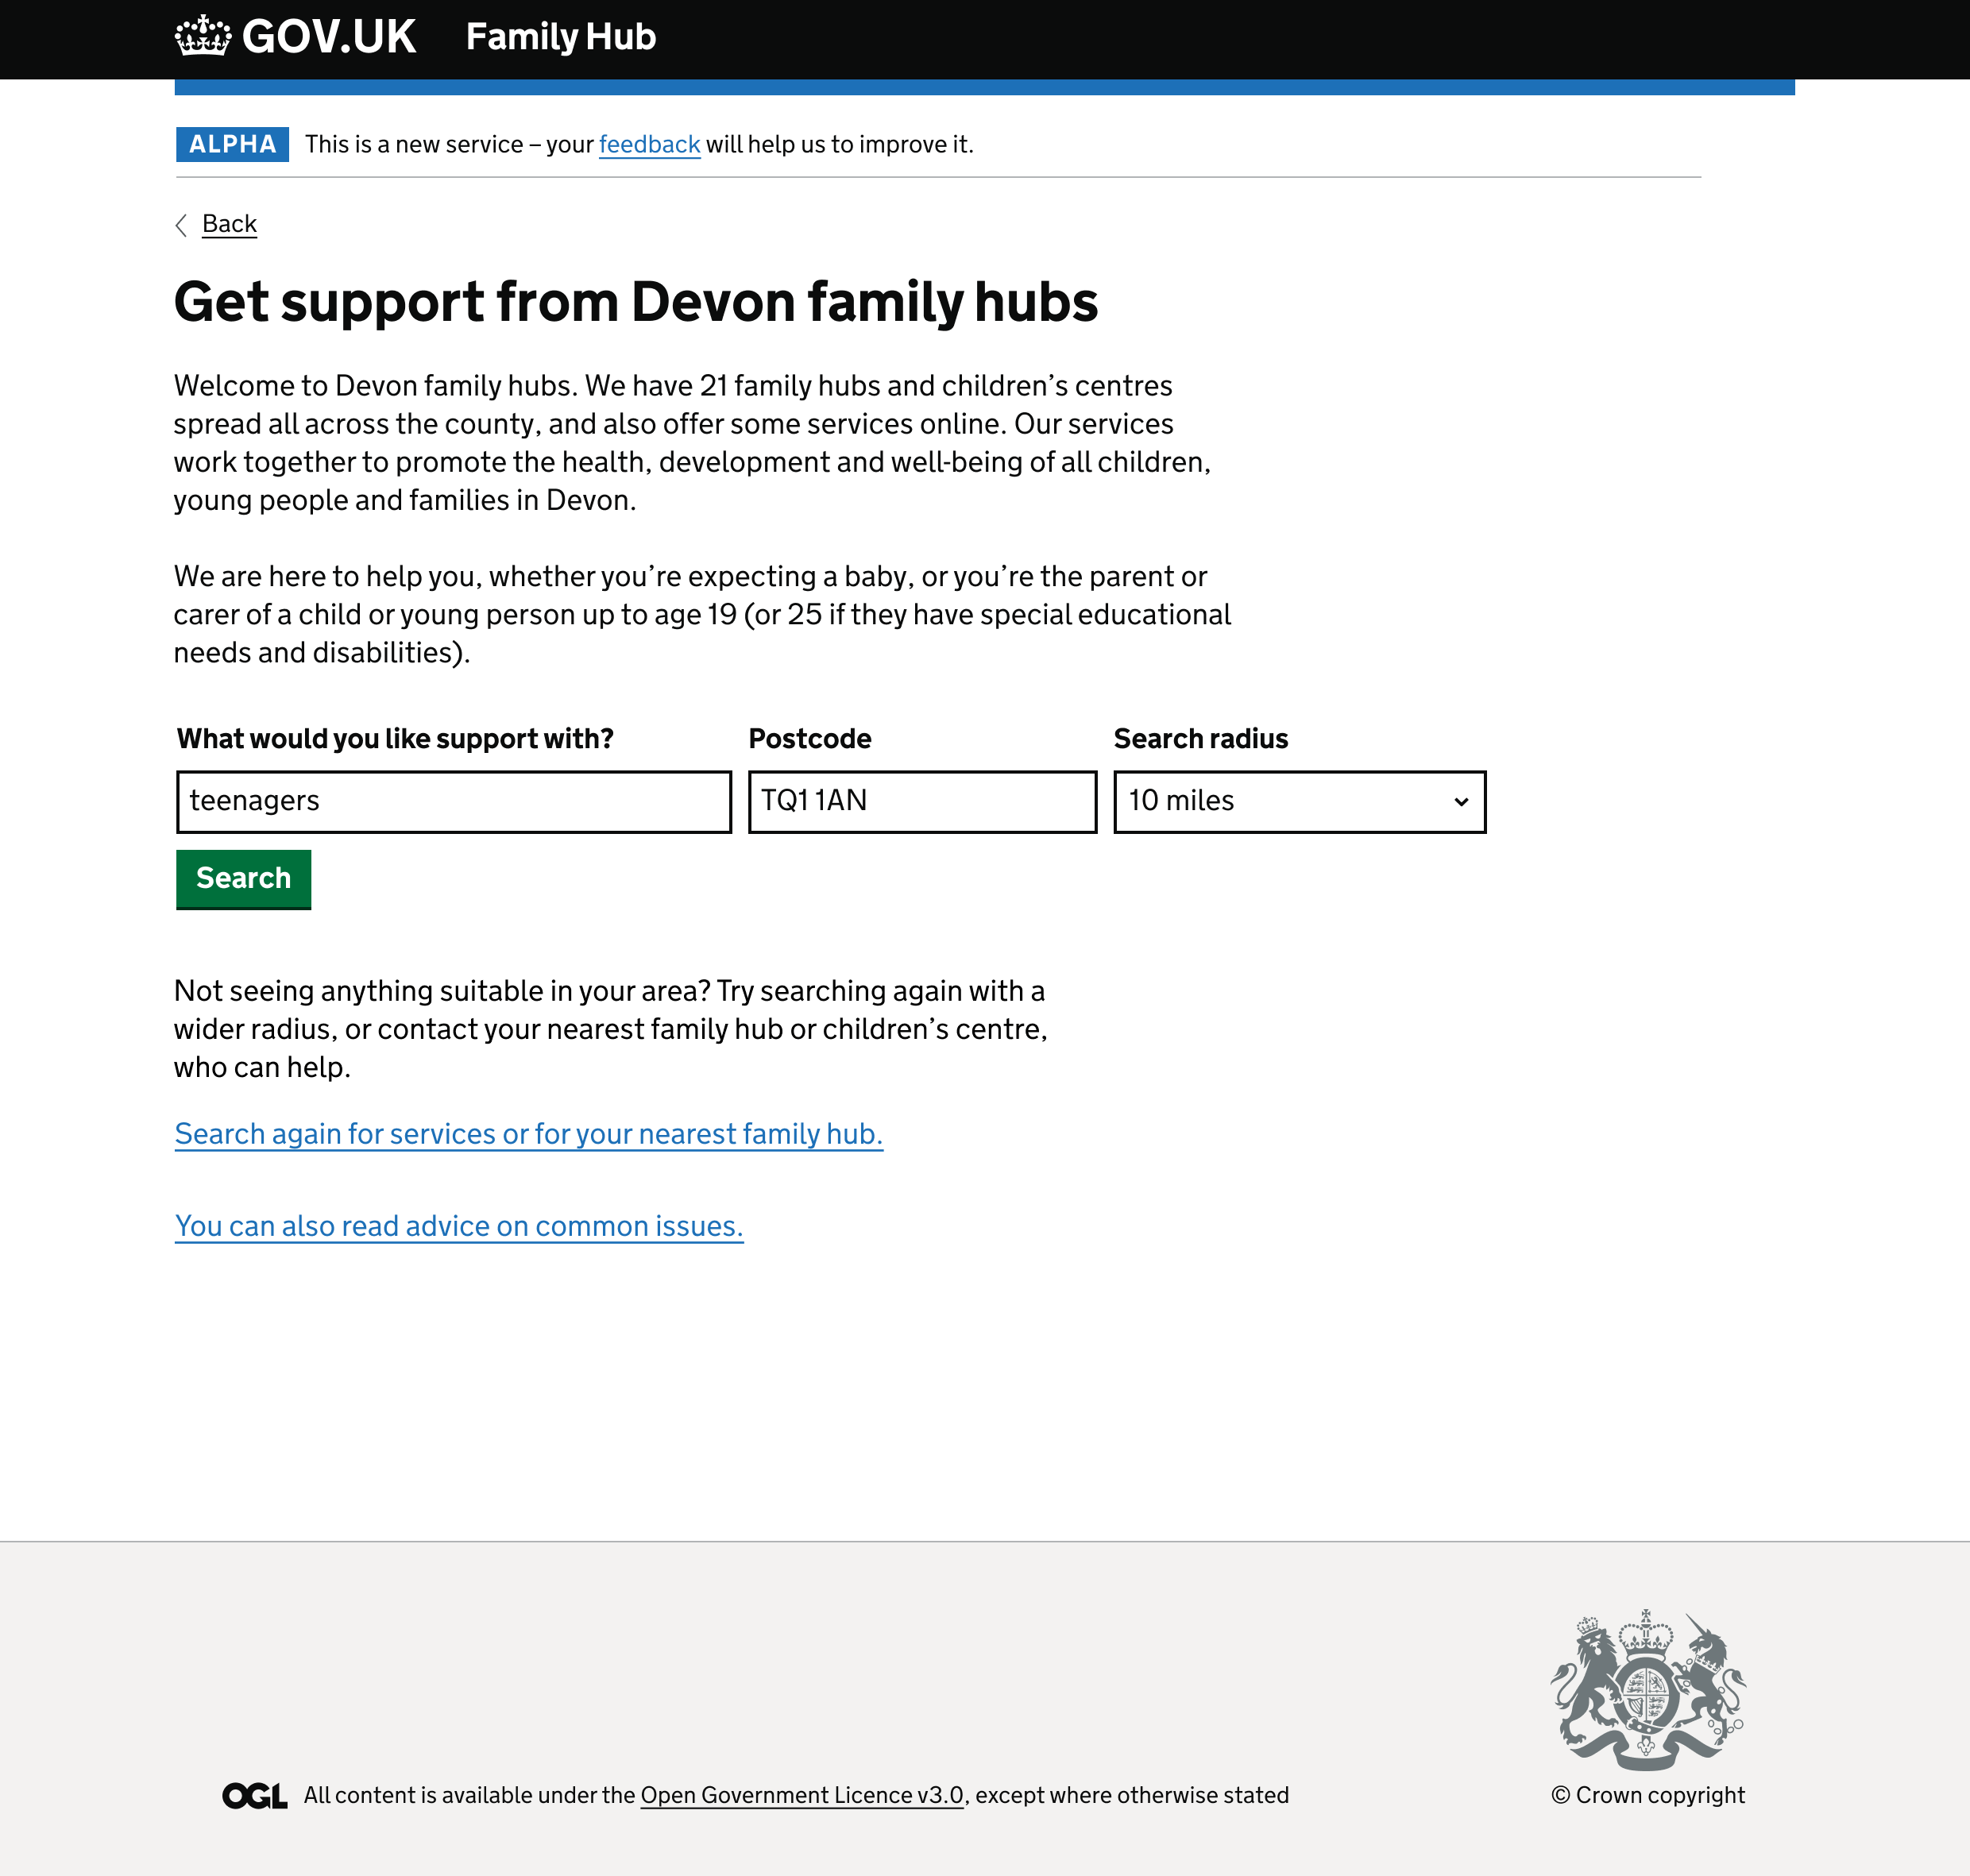 GOV.UK Family Hub
ALPHA This is a new service – your feedback will help us to improve it.
Back
Get support from Devon family hubs
Welcome to Devon family hubs. We have 21 family hubs and children’s centres
spread all across the county, and also offer some services online. Our services
work together to promote the health, development and well-being of all children,
young people and families in Devon.
We are here to help you, whether you’re expecting a baby, or you’re the parent or
carer of a child or young person up to age 19 (or 25 if they have special educational
needs and disabilities).
What would you like support with? Postcode Search radius
teenagers TQ1 1AN 10 miles
Search
Not seeing anything suitable in your area? Try searching again with a
wider radius, or contact your nearest family hub or children’s centre,
who can help.
Search again for services or for your nearest family hub.
You can also read advice on common issues.
OGL All content is available under the Open Government Licence v3.0, except where otherwise stated
© Crown copyright